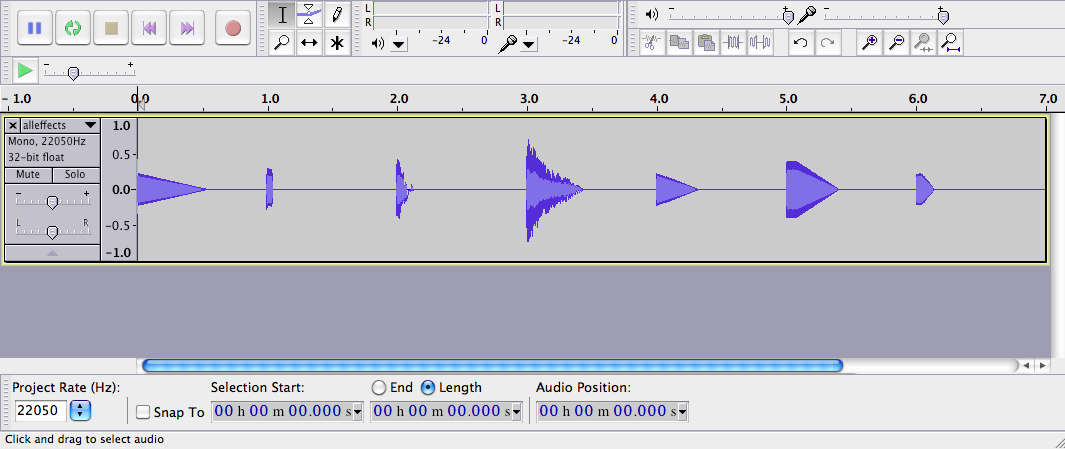 L
R
-24 0
L
R
-24 0
- +
- 1.0 0.0 1.0 2.0 3.0 4.0 5.0 6.0 7.0
alleffects
Mono, 22050Hz
32-bit float
Mute Solo
- +
L R
1.0
0.5-
0.0-
-0.5-
-1.0
Project Rate (Hz):
22050
Snap To
Selection Start:
End Length
00 h 00 m 00.000 s
00 h 00 m 00.000 s
Audio Position:
00 h 00 m 00.000 s
Click and drag to select audio